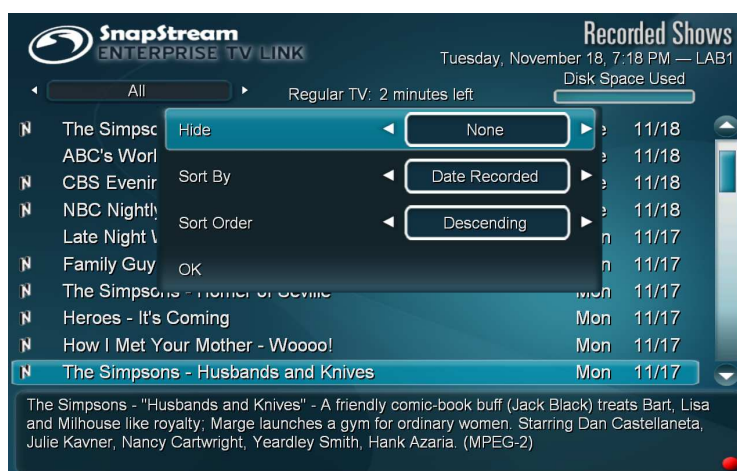 SnapStream
ENTERPRISE TV LINK
Recorded Shows
Tuesday, November 18, 7:18 PM — LAB1
Disk Space Used
All
Regular TV: 2 minutes left
N The Simpsc 11/18
ABC's Worl 11/18
N CBS Evenir 11/18
N NBC Nightly 11/18
Late Night 11/17
N Family Guy 11/17
N The Simpsons - Homer of Seville Mon 11/17
N Heroes - It's Coming Mon 11/17
N How I Met Your Mother - Woooo! Mon 11/17
N The Simpsons - Husbands and Knives Mon 11/17
Hide None
Sort By Date Recorded
Sort Order Descending
OK
The Simpsons - "Husbands and Knives" - A friendly comic-book buff (Jack Black) treats Bart, Lisa
and Milhouse like royalty; Marge launches a gym for ordinary women. Starring Dan Castellaneta,
Julie Kavner, Nancy Cartwright, Yeardley Smith, Hank Azaria. (MPEG-2)